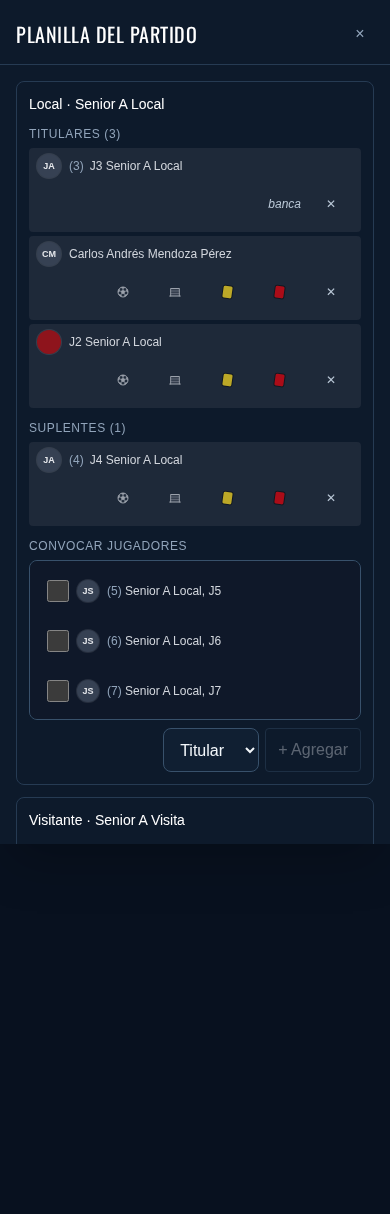 PLANILLA DEL PARTIDO ×
Local · Senior A Local
TITULARES (3)
JA (3) J3 Senior A Local
banca ✕
CM Carlos Andrés Mendoza Pérez
✕
J2 Senior A Local
✕
SUPLENTES (1)
JA (4) J4 Senior A Local
✕
CONVOCAR JUGADORES
JS (5) Senior A Local, J5
JS (6) Senior A Local, J6
JS (7) Senior A Local, J7
Titular + Agregar
Visitante · Senior A Visita